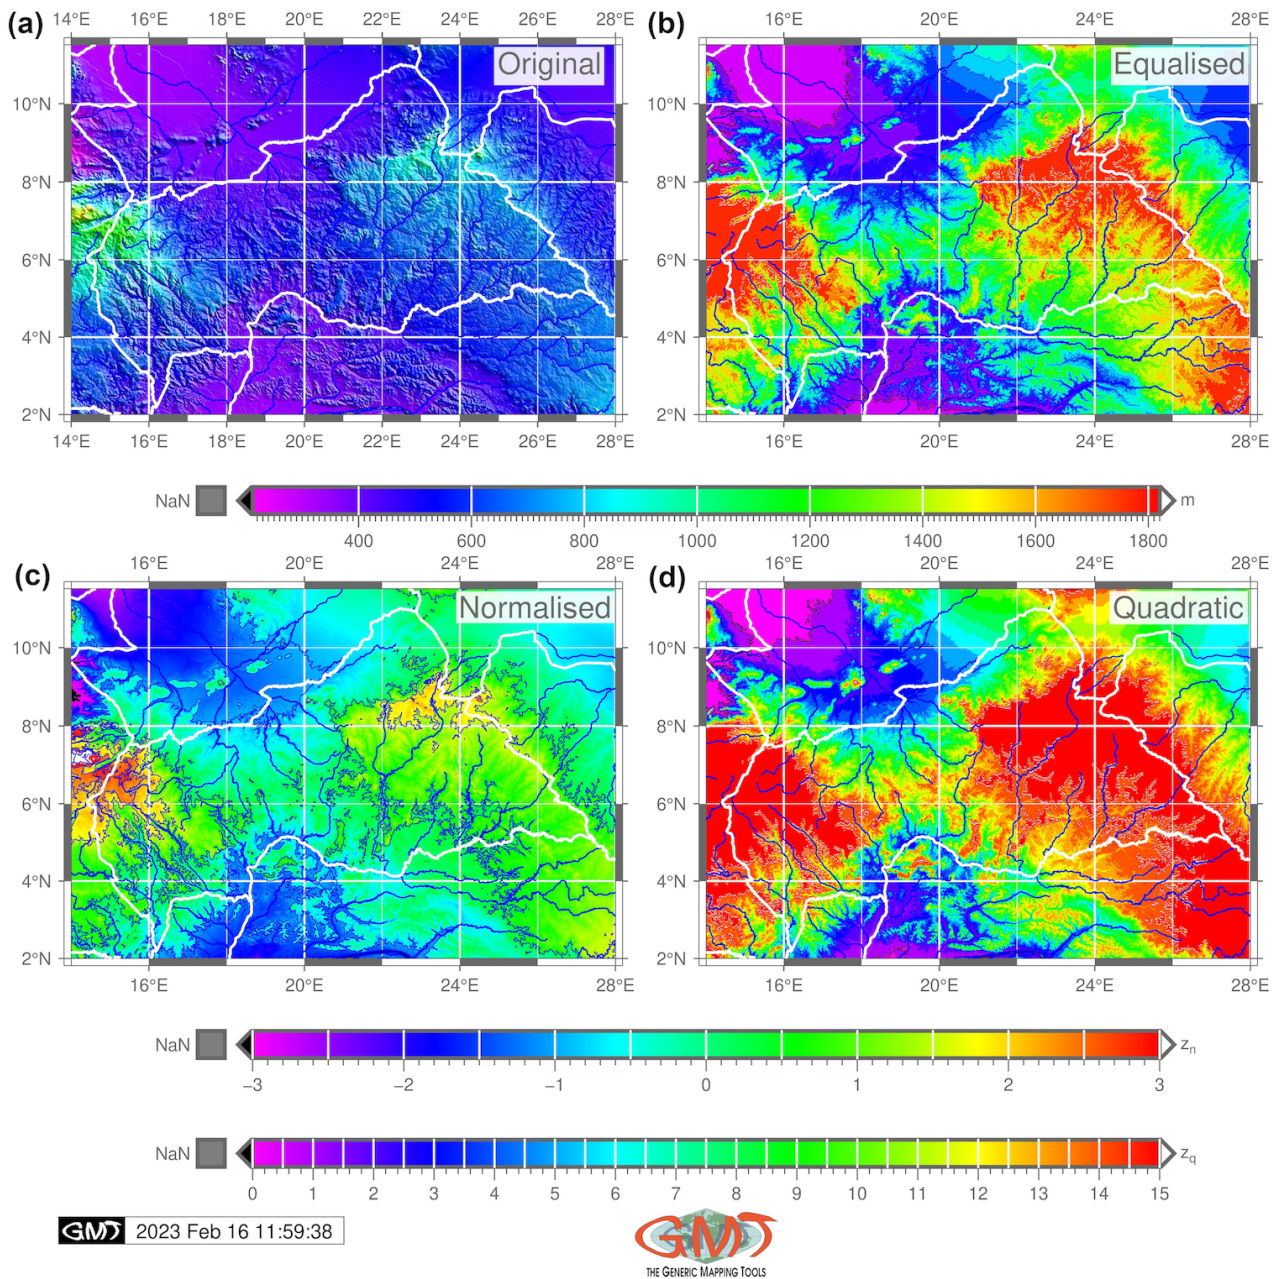 (a) 14°E 16°E 18°E 20°E 22°E 24°E 26°E 28°E (b) 16°E 20°E 24°E 28°E
Original Equalised
10°N 10°N
8°N 8°N
6°N 6°N
4°N 4°N
2°N 2°N
14°E 16°E 18°E 20°E 22°E 24°E 26°E 28°E 16°E 20°E 24°E 28°E
NaN m
400 600 800 1000 1200 1400 1600 1800
(c) 16°E 20°E 24°E 28°E (d) 16°E 20°E 24°E 28°E
Normalised Quadratic
10°N 10°N
8°N 8°N
6°N 6°N
4°N 4°N
2°N 2°N
16°E 20°E 24°E 28°E 16°E 20°E 24°E 28°E
NaN zn
−3 −2 −1 0 1 2 3
NaN zq
0 1 2 3 4 5 6 7 8 9 10 11 12 13 14 15
GMT 2023 Feb 16 11:59:38
GMT
THE GENERIC MAPPING TOOLS